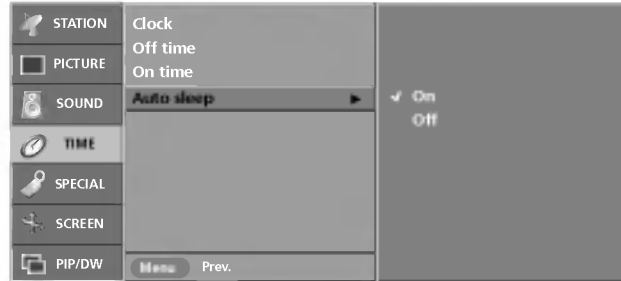 STATION
PICTURE
SOUND
TIME
SPECIAL
SCREEN
PIP/DW
Clock
Off time
On time
Auto sleep
Menu Prev.
On
Off